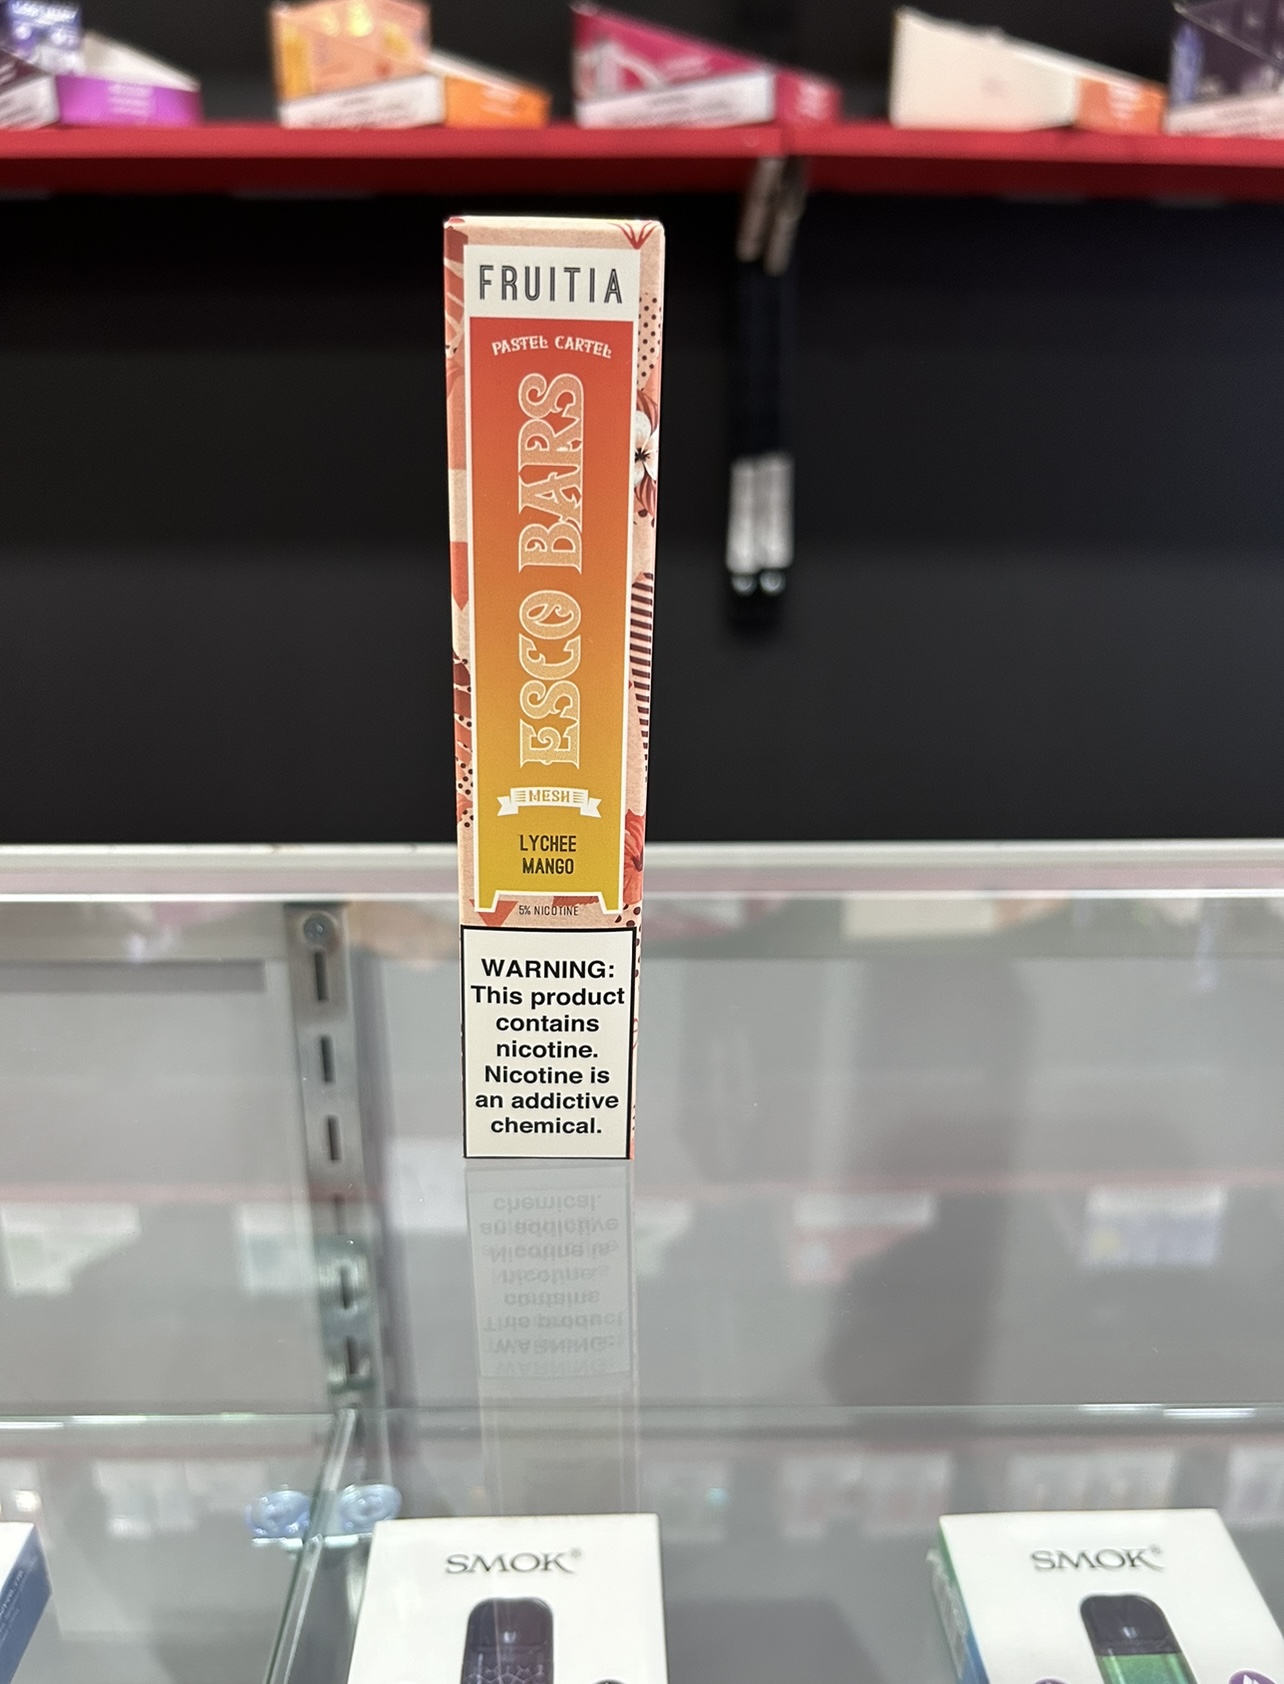 FRUITIA
PASTEL CARTEL
ESCO BARS
MESH
LYCHEE
MANGO
5% NICOTINE
WARNING:
This product
contains
nicotine.
Nicotine is
an addictive
chemical.
SMOK®
SMOK®